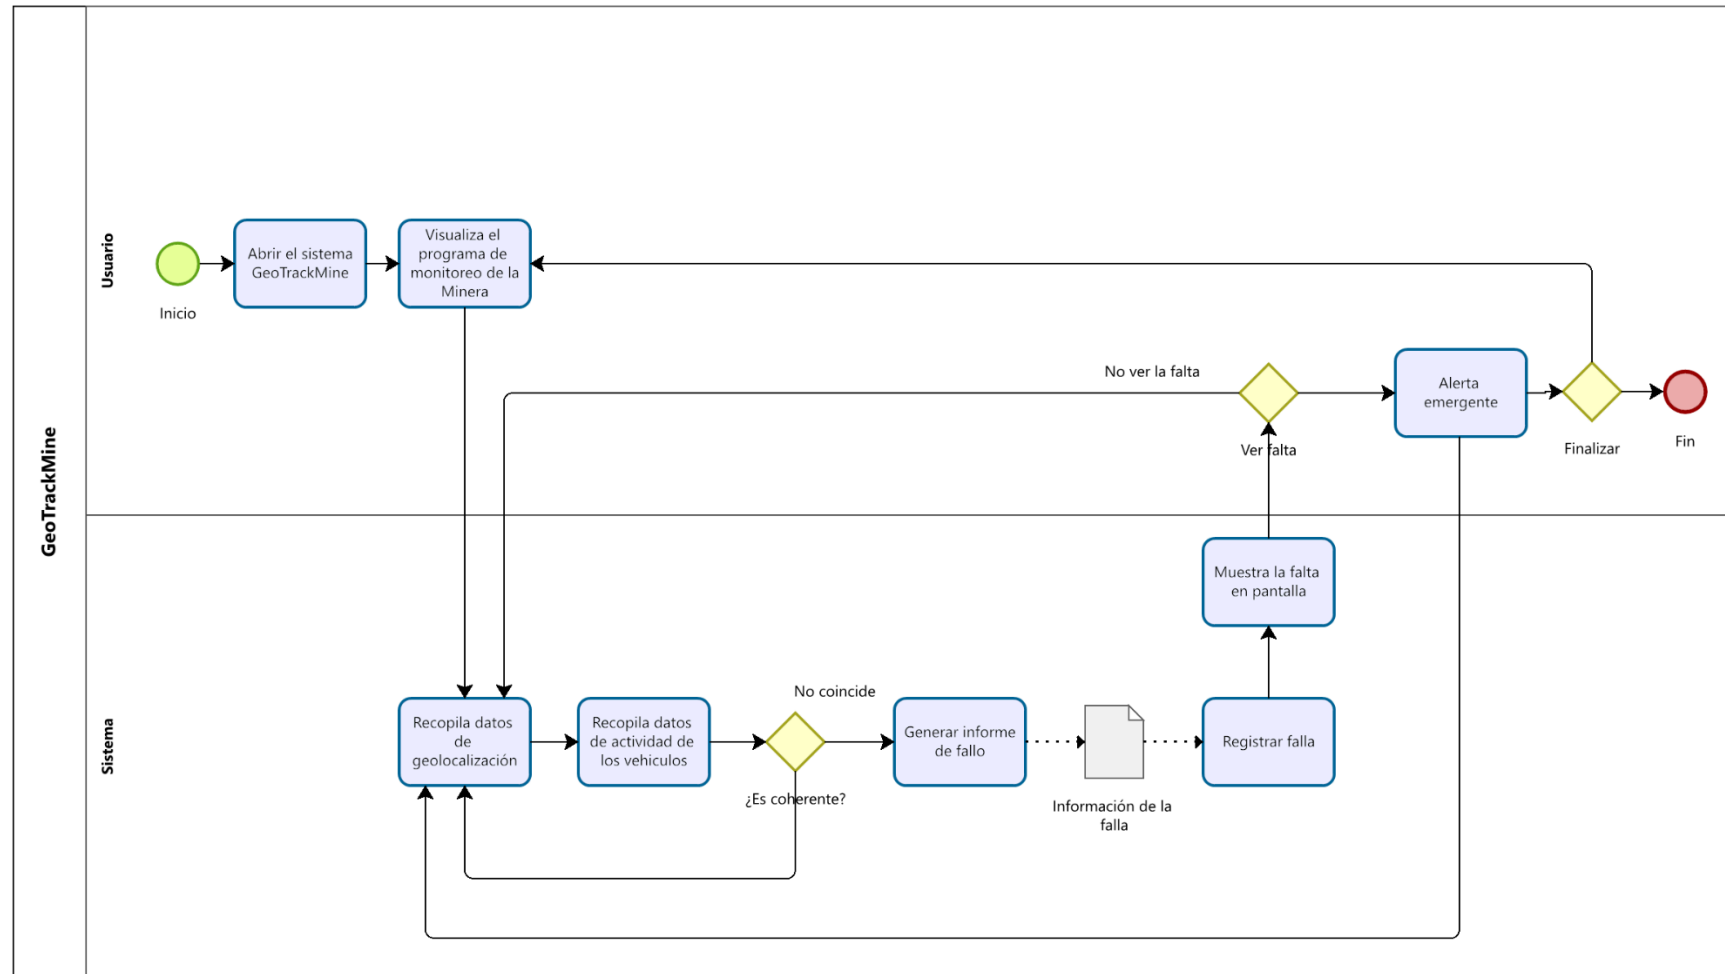 GeoTrackMine
Usuario
Inicio
Abrir el sistema
GeoTrackMine
Visualiza el
programa de
monitoreo de la
Minera
No ver la falta
Ver falta
Alerta
emergente
Finalizar
Fin
Sistema
Muestra la falta
en pantalla
Recopila datos
de
geolocalización
Recopila datos
de actividad de
los vehiculos
No coincide
¿Es coherente?
Generar informe
de fallo
Información de la
falla
Registrar falla